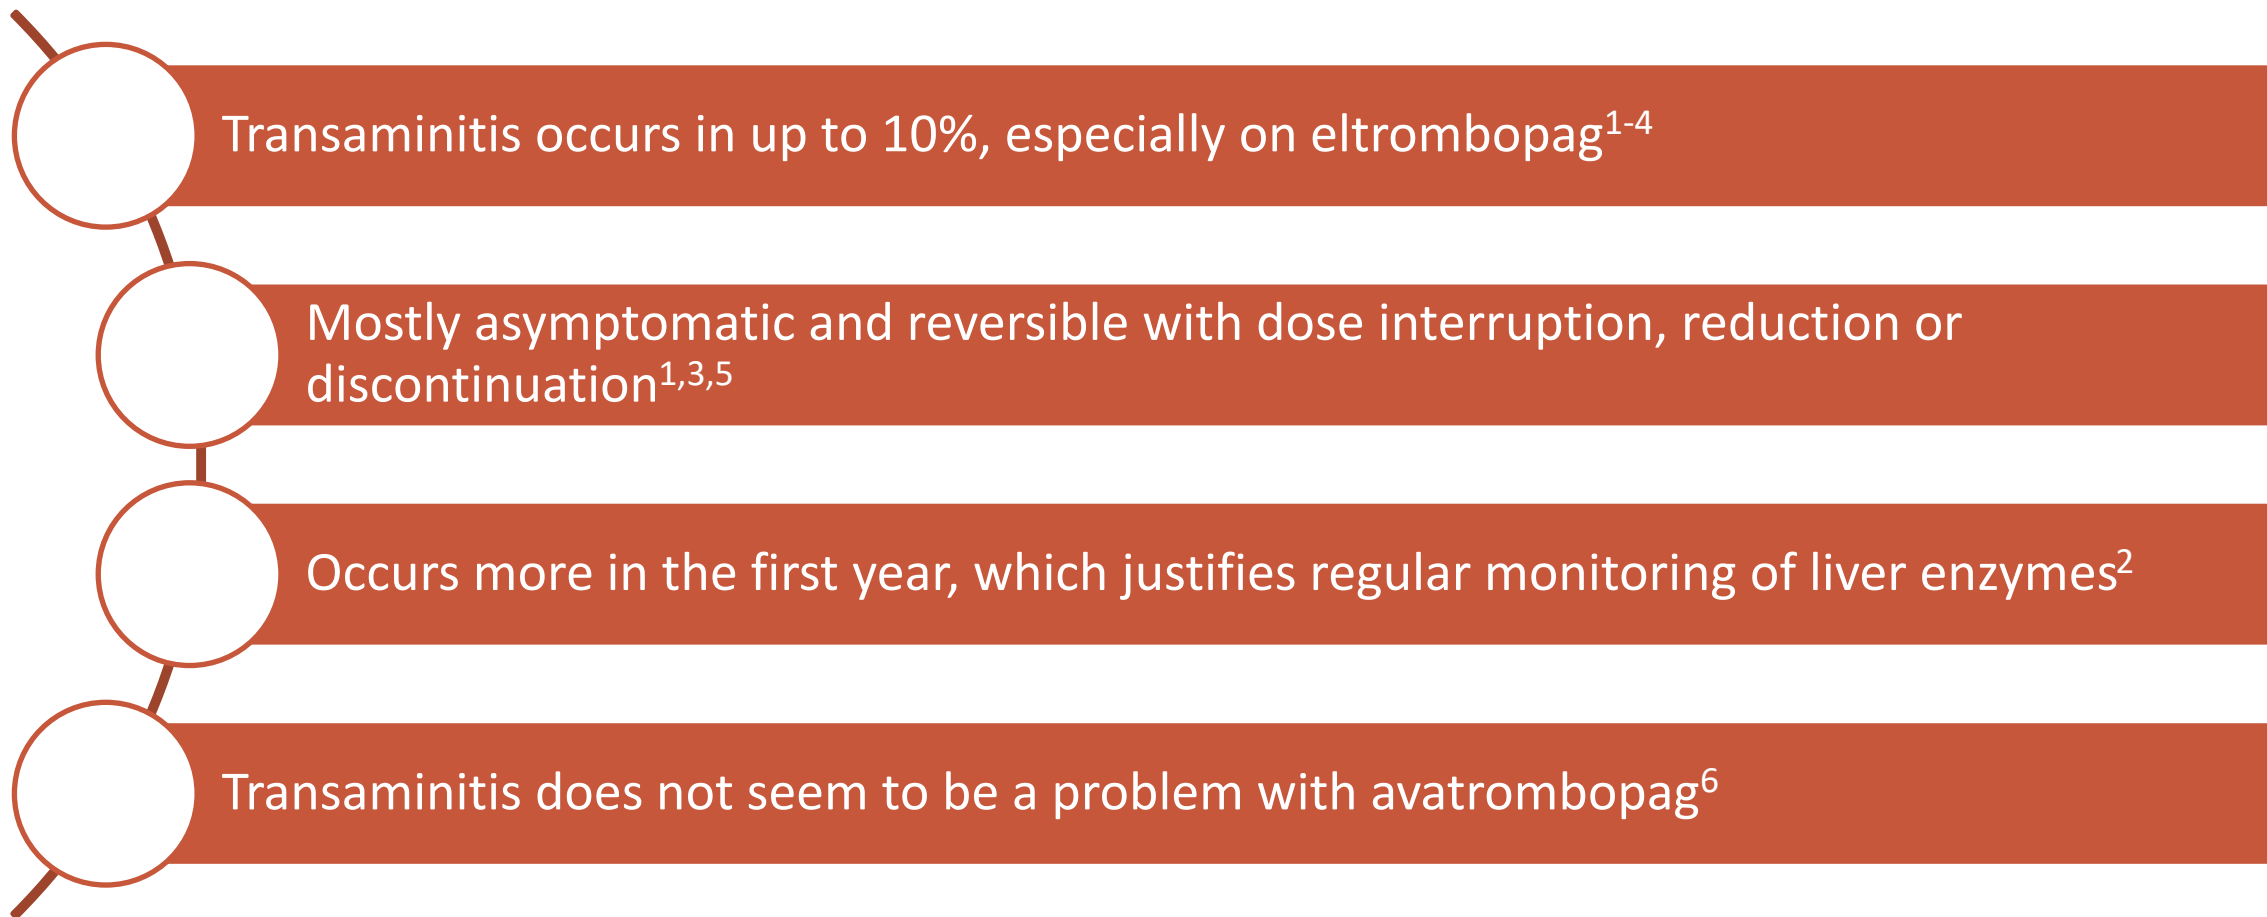 Transaminitis occurs in up to 10%, especially on eltrombopag1-4
Mostly asymptomatic and reversible with dose interruption, reduction or
discontinuation1,3,5
Occurs more in the first year, which justifies regular monitoring of liver enzymes2
Transaminitis does not seem to be a problem with avatrombopag6